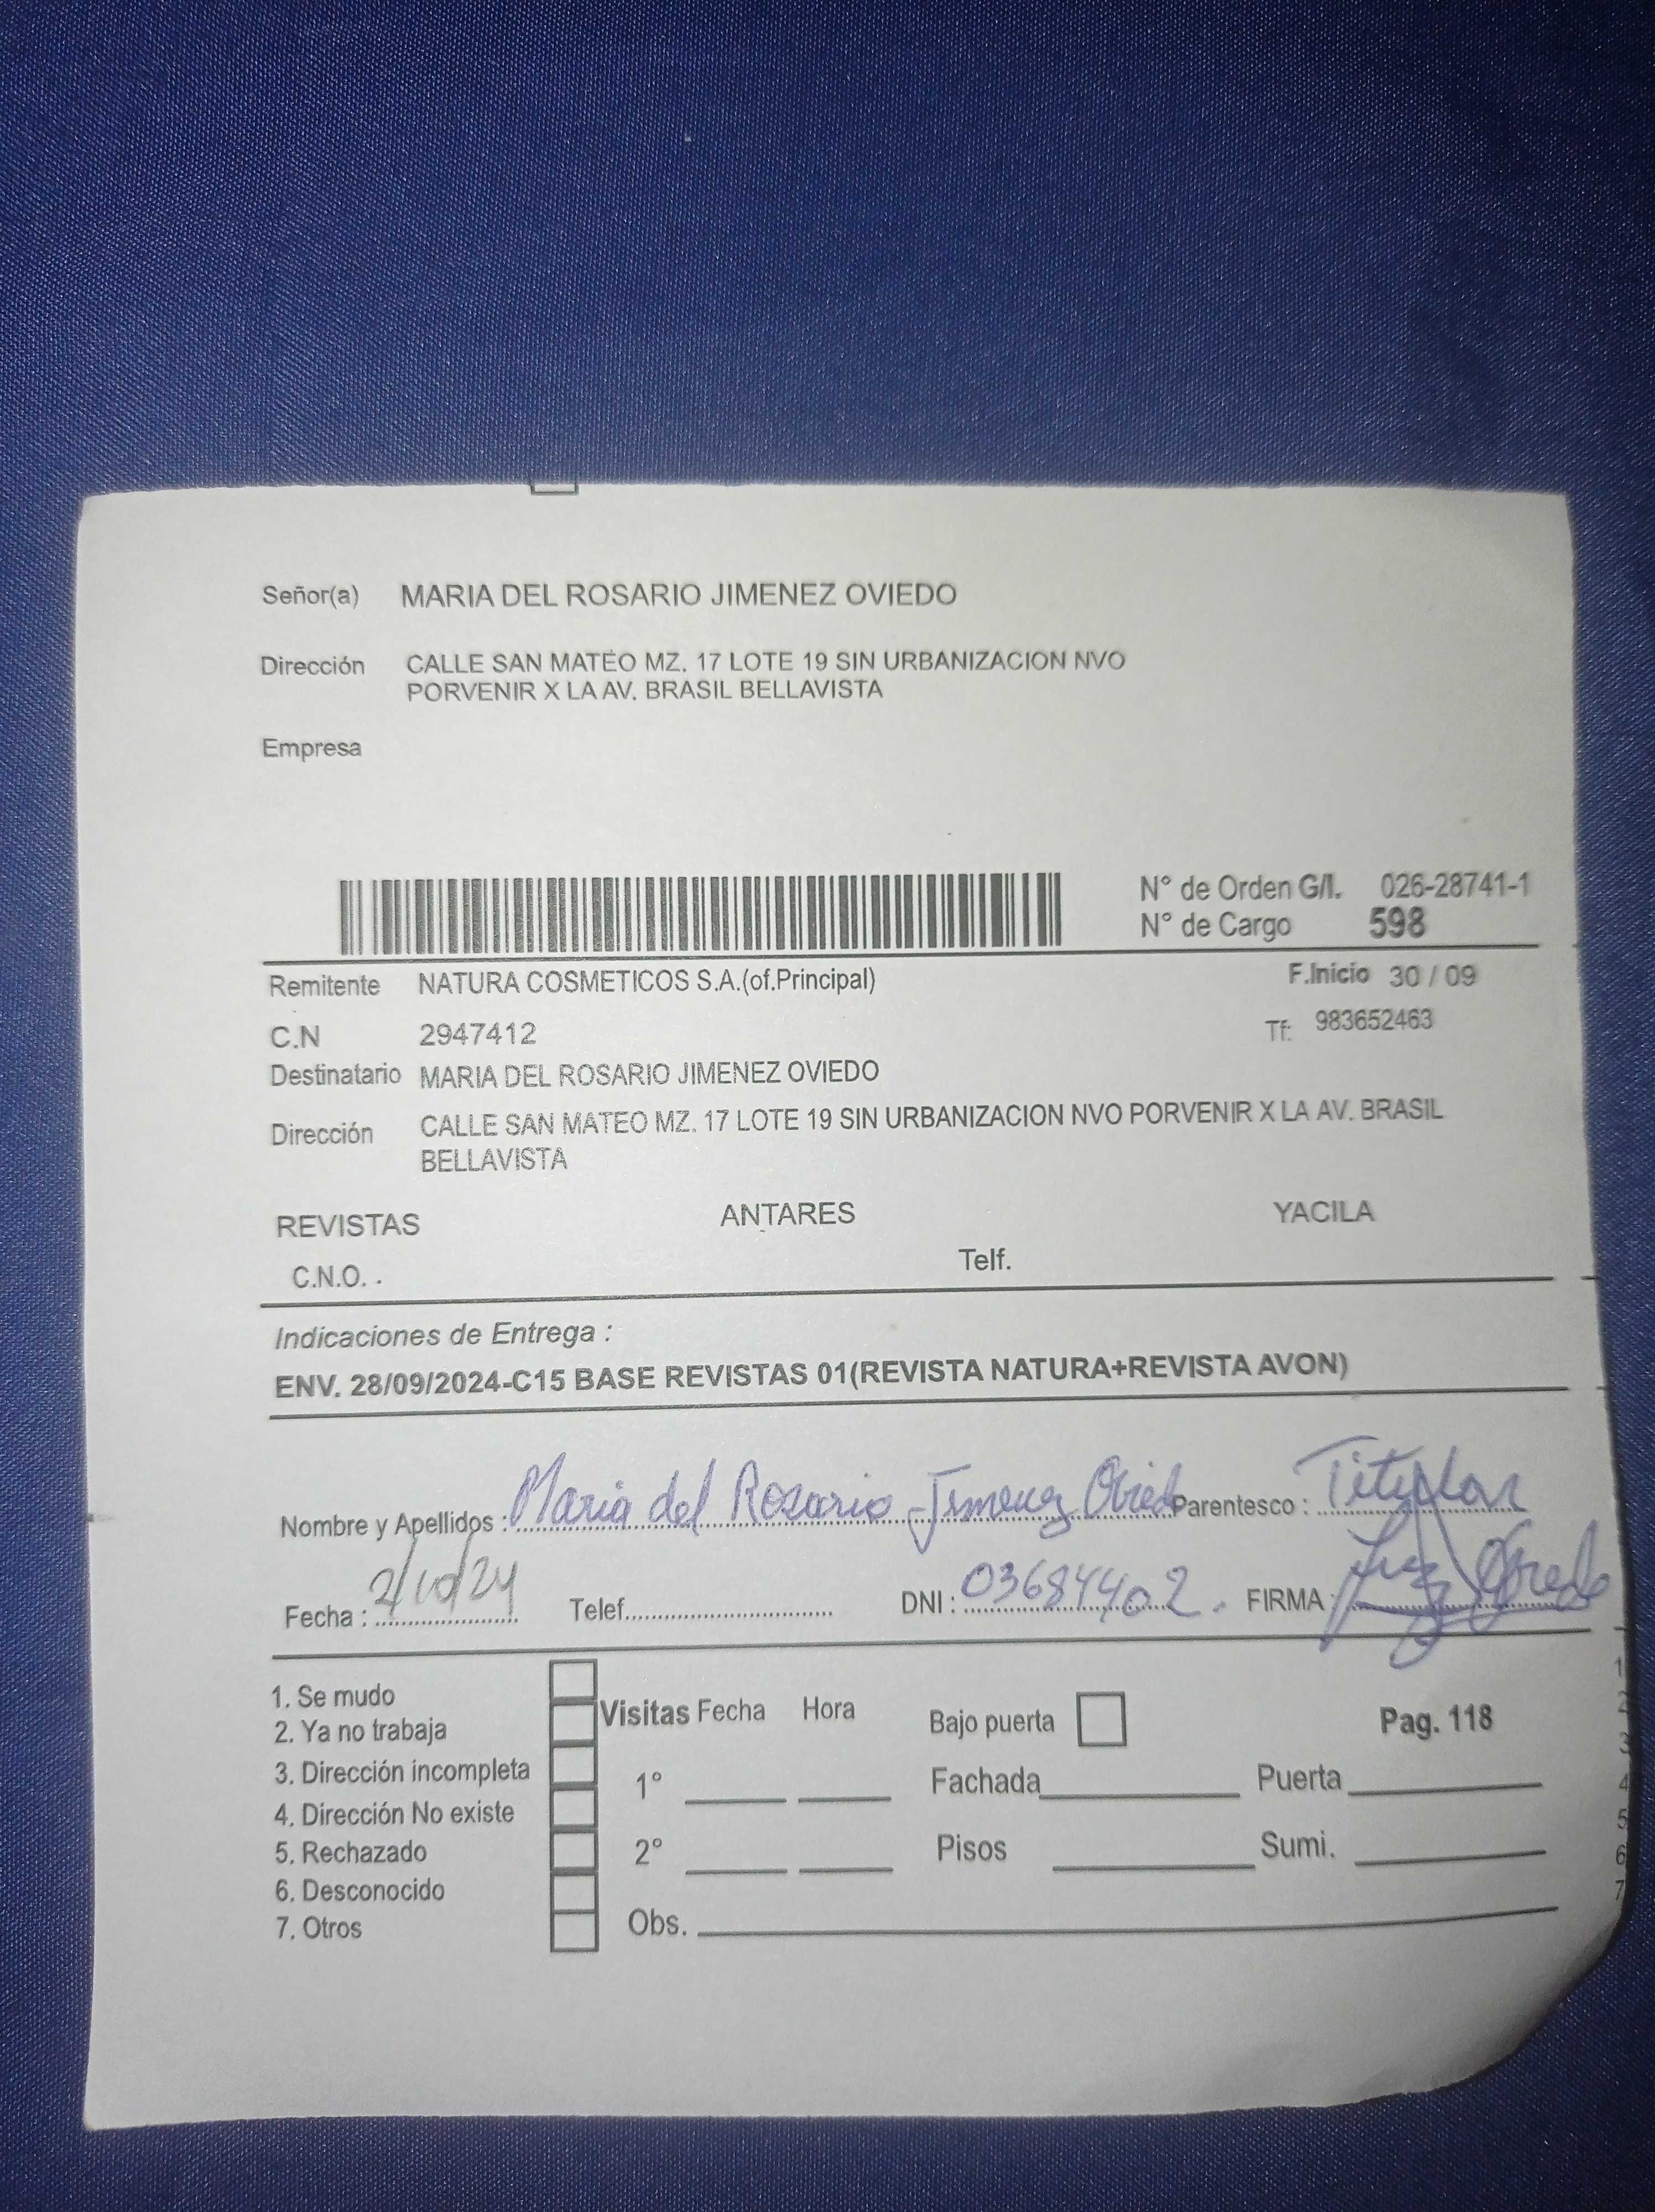 Señor(a) MARIA DEL ROSARIO JIMENEZ OVIEDO
Dirección CALLE SAN MATEO MZ. 17 LOTE 19 SIN URBANIZACION NVO
PORVENIR X LA AV. BRASIL BELLAVISTA
Empresa
N° de Orden G/I. 026-28741-1
N° de Cargo 598
Remitente NATURA COSMETICOS S.A.(of.Principal) F.Inicio 30 / 09
C.N 2947412 Tf: 983652463
Destinatario MARIA DEL ROSARIO JIMENEZ OVIEDO
Dirección CALLE SAN MATEO MZ. 17 LOTE 19 SIN URBANIZACION NVO PORVENIR X LA AV. BRASIL
BELLAVISTA
REVISTAS ANTARES YACILA
C.N.O. . Telf.
Indicaciones de Entrega :
ENV. 28/09/2024-C15 BASE REVISTAS 01(REVISTA NATURA+REVISTA AVON)
Nombre y Apellidos : Maria del Rosario Jimenez Oviedo Parentesco : Titular
Fecha : 2/10/24 Telef. DNI : 03684402. FIRMA :
1. Se mudo
2. Ya no trabaja
3. Dirección incompleta
4. Dirección No existe
5. Rechazado
6. Desconocido
7. Otros
Visitas Fecha Hora
1°
2°
Obs.
Bajo puerta Pag. 118
Fachada Puerta
Pisos Sumi.
1
2
3
4
5
6
7